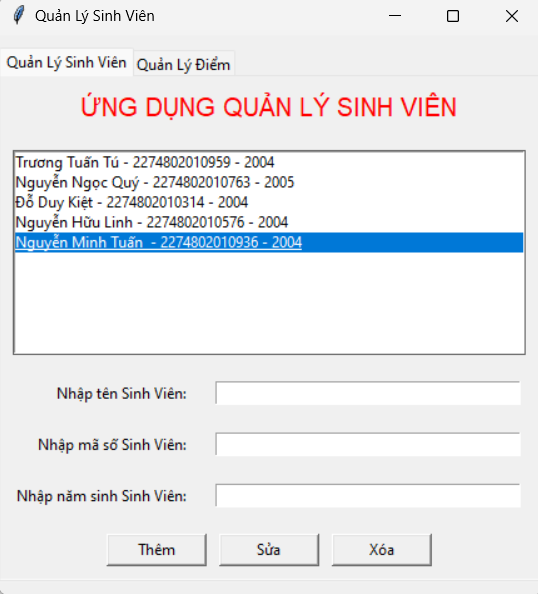 Quản Lý Sinh Viên
Quản Lý Sinh Viên Quản Lý Điểm
ỨNG DỤNG QUẢN LÝ SINH VIÊN
Trương Tuấn Tú - 2274802010959 - 2004
Nguyễn Ngọc Quý - 2274802010763 - 2005
Đỗ Duy Kiệt - 2274802010314 - 2004
Nguyễn Hữu Linh - 2274802010576 - 2004
Nguyễn Minh Tuấn  - 2274802010936 - 2004
Nhập tên Sinh Viên:
Nhập mã số Sinh Viên:
Nhập năm sinh Sinh Viên:
Thêm Sửa Xóa